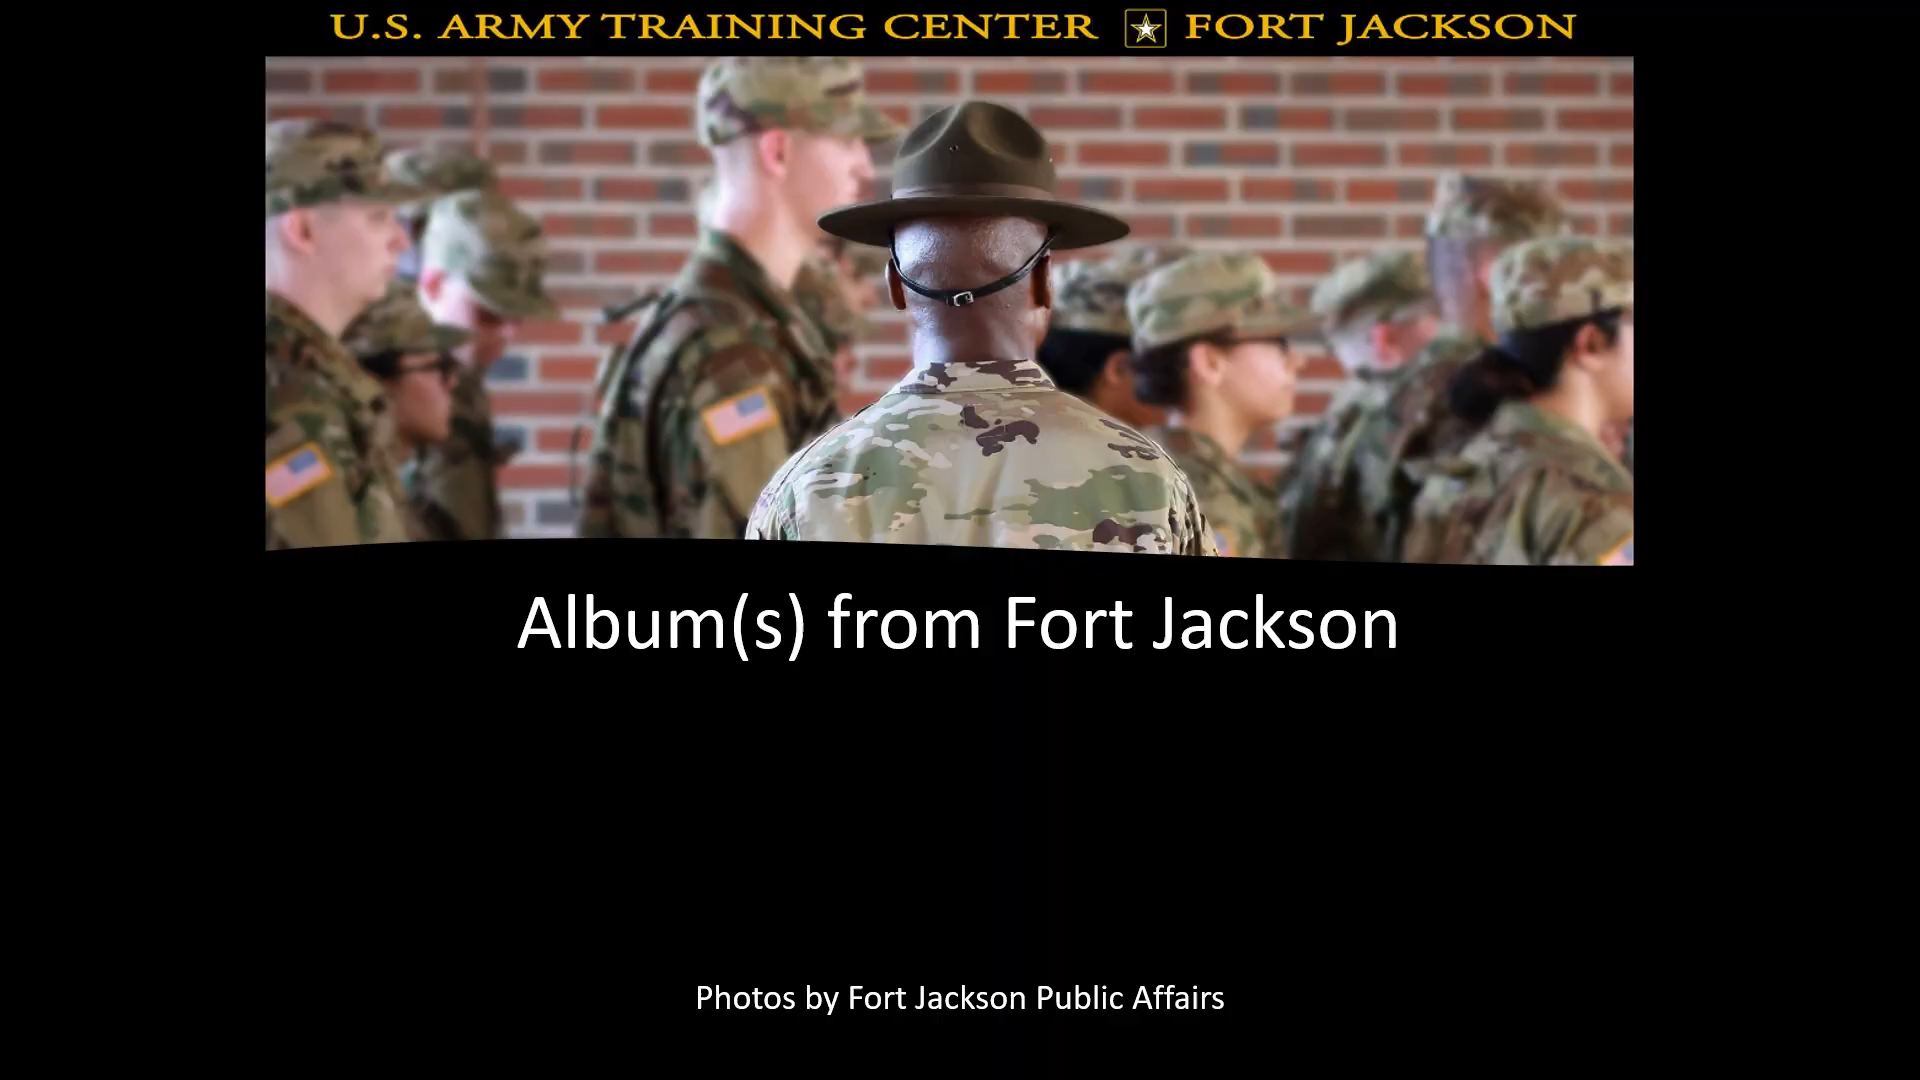 U.S. ARMY TRAINING CENTER FORT JACKSON
Album(s) from Fort Jackson
Photos by Fort Jackson Public Affairs